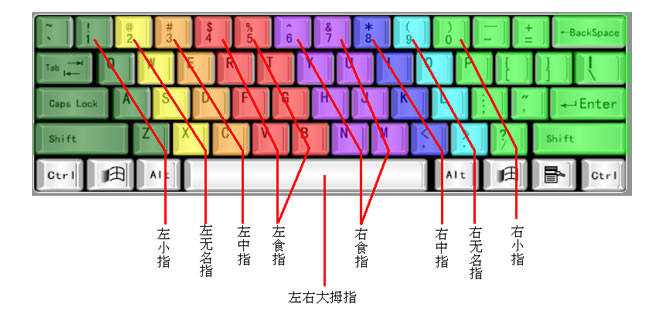 ~ ! @ # $ % ^ & * ( ) — +
` 1 2 3 4 5 6 7 8 9 0 - = ←BackSpace
Tab Q W E R T Y U I O P { } |
[ ] \
Caps Lock A S D F G H J K L : " ←Enter
; '
Shift Z X C V B N M < > ? Shift
, . /
Ctrl Alt Alt Ctrl
左小指
左无名指
左中指
左食指
右食指
右中指
右无名指
右小指
左右大拇指